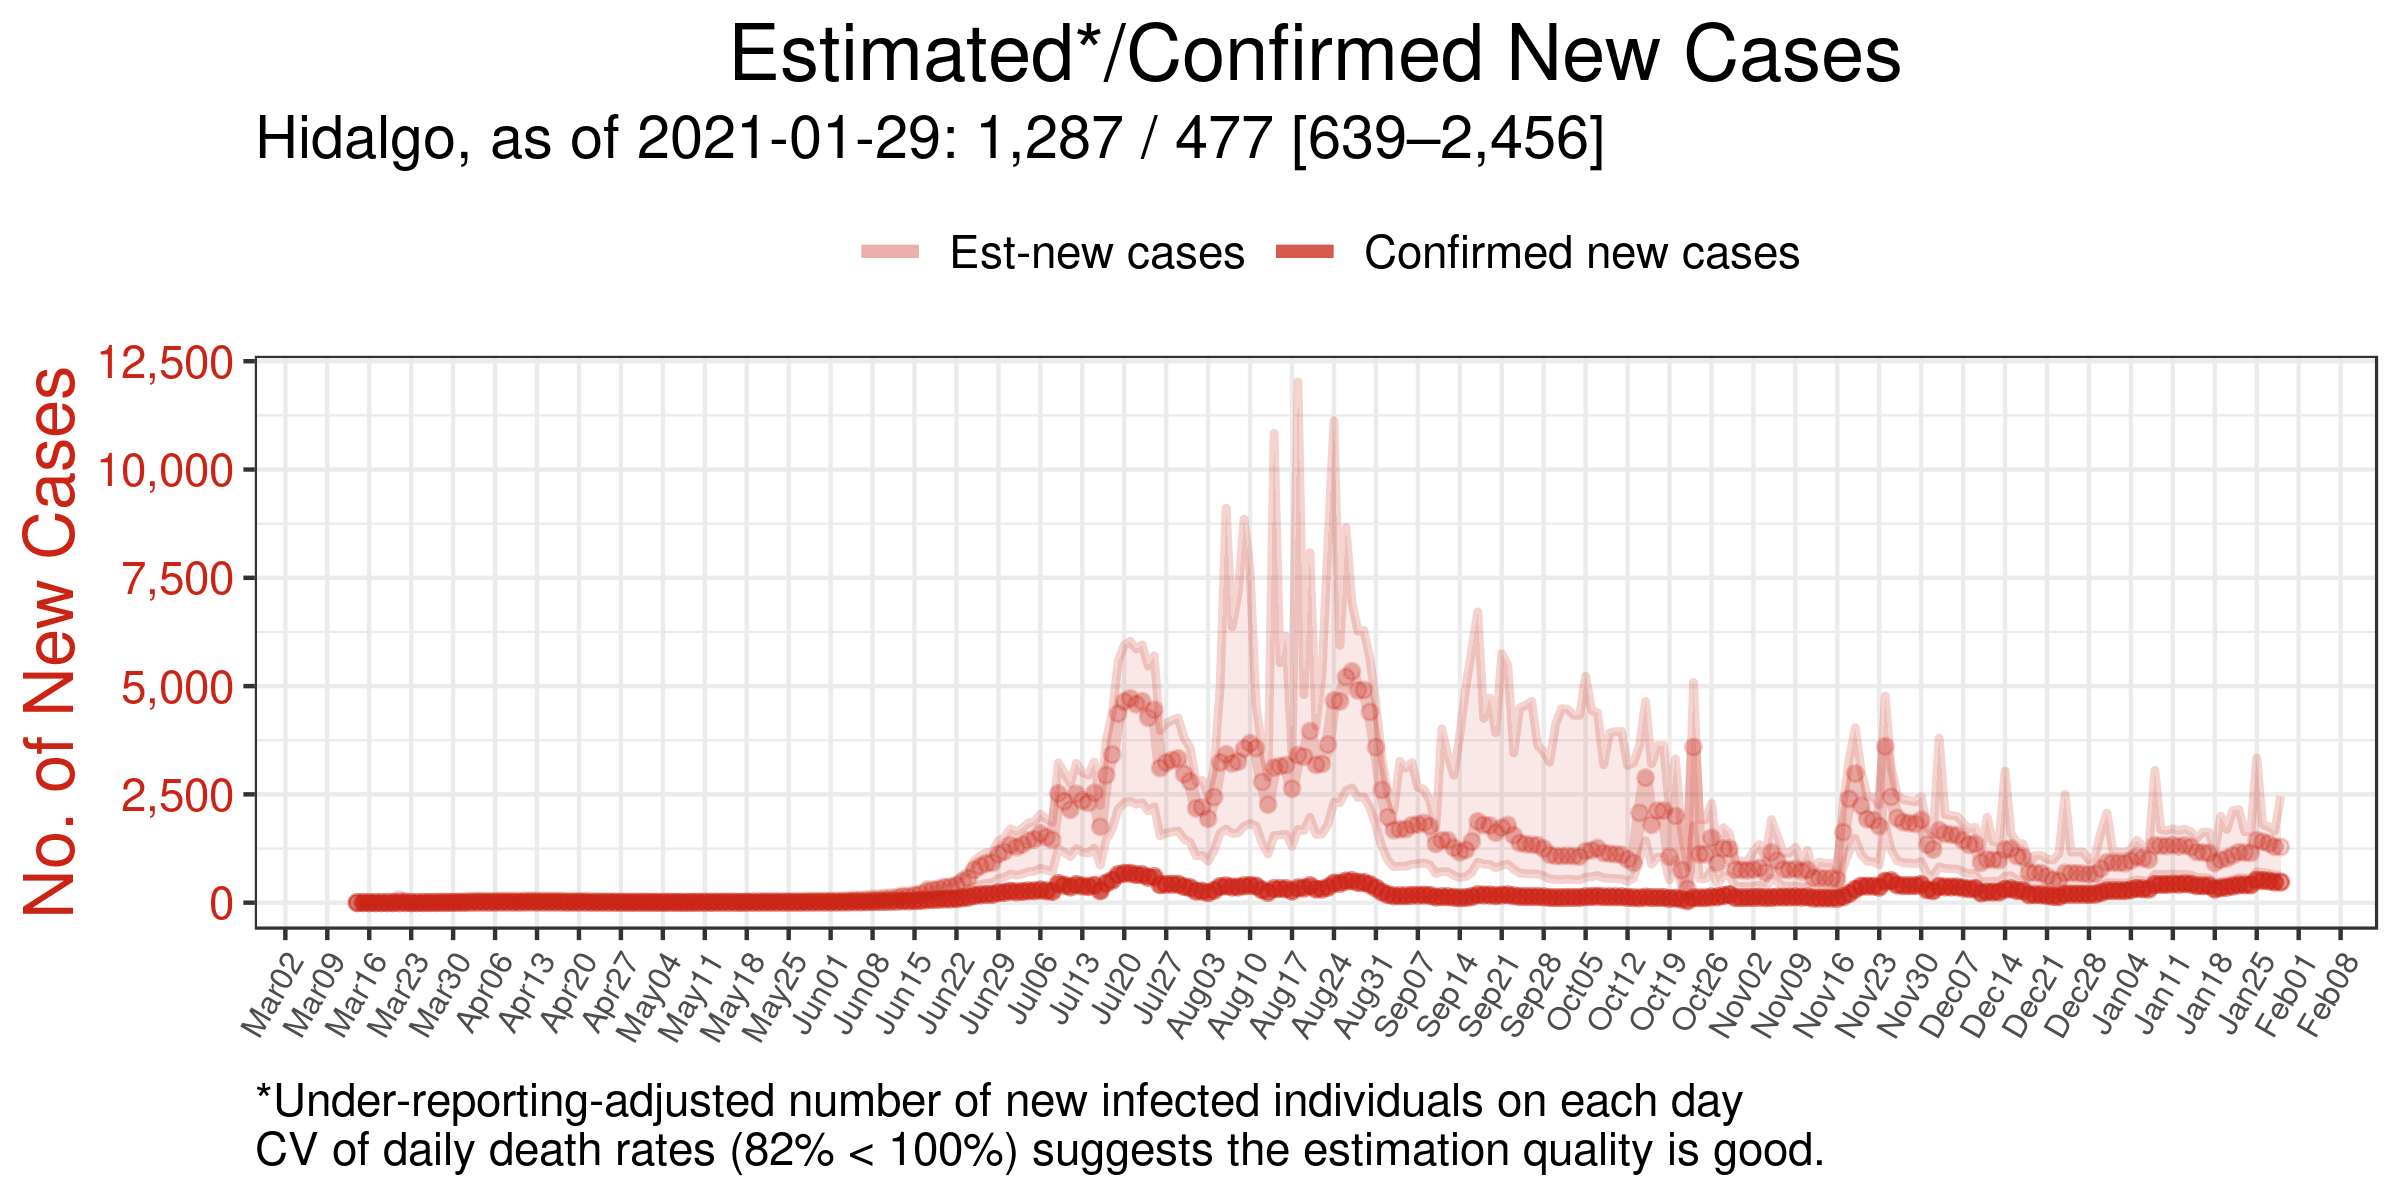 Estimated*/Confirmed New Cases
Hidalgo, as of 2021-01-29: 1,287 / 477 [639–2,456]
Est-new cases Confirmed new cases
No. of New Cases
12,500
10,000
7,500
5,000
2,500
0
Mar02 Mar09 Mar16 Mar23 Mar30 Apr06 Apr13 Apr20 Apr27 May04 May11 May18 May25 Jun01 Jun08 Jun15 Jun22 Jun29 Jul06 Jul13 Jul20 Jul27 Aug03 Aug10 Aug17 Aug24 Aug31 Sep07 Sep14 Sep21 Sep28 Oct05 Oct12 Oct19 Oct26 Nov02 Nov09 Nov16 Nov23 Nov30 Dec07 Dec14 Dec21 Dec28 Jan04 Jan11 Jan18 Jan25 Feb01 Feb08
*Under-reporting-adjusted number of new infected individuals on each day
CV of daily death rates (82% < 100%) suggests the estimation quality is good.